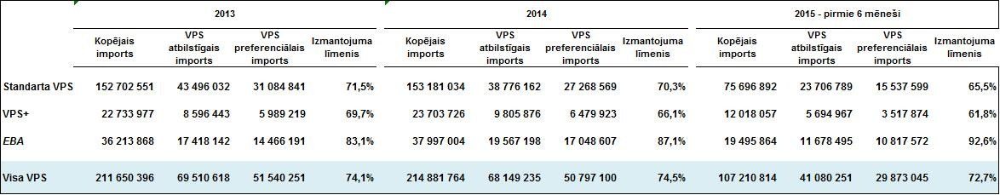 2013 2014 2015 - pirmie 6 mēneši
Kopējais imports VPS atbilstīgais imports VPS preferenciālais imports Izmantojuma līmenis Kopējais imports VPS atbilstīgais imports VPS preferenciālais imports Izmantojuma līmenis Kopējais imports VPS atbilstīgais imports VPS preferenciālais imports Izmantojuma līmenis
Standarta VPS 152 702 551 43 496 032 31 084 841 71,5% 153 181 034 38 776 162 27 268 569 70,3% 75 696 892 23 706 789 15 537 599 65,5%
VPS+ 22 733 977 8 596 443 5 989 219 69,7% 23 703 726 9 805 876 6 479 923 66,1% 12 018 057 5 694 967 3 517 874 61,8%
EBA 36 213 868 17 418 142 14 466 191 83,1% 37 997 004 19 567 198 17 048 607 87,1% 19 495 864 11 678 495 10 817 572 92,6%
Visa VPS 211 650 396 69 510 618 51 540 251 74,1% 214 881 764 68 149 235 50 797 100 74,5% 107 210 814 41 080 251 29 873 045 72,7%